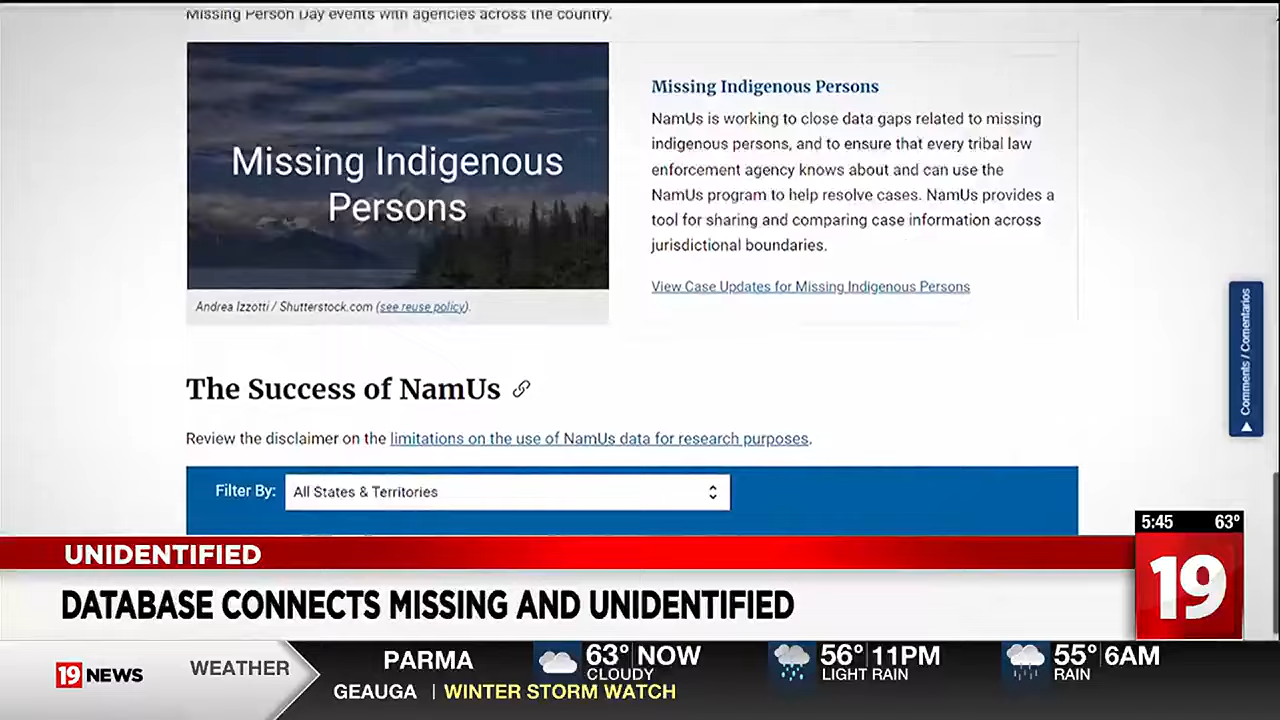 Missing Person Day events with agencies across the country.
Missing Indigenous
Persons
Andrea Izzotti / Shutterstock.com (see reuse policy).
Missing Indigenous Persons
NamUs is working to close data gaps related to missing
indigenous persons, and to ensure that every tribal law
enforcement agency knows about and can use the
NamUs program to help resolve cases. NamUs provides a
tool for sharing and comparing case information across
jurisdictional boundaries.
View Case Updates for Missing Indigenous Persons
Comments / Comentarios
The Success of NamUs
Review the disclaimer on the limitations on the use of NamUs data for research purposes.
Filter By: All States & Territories
5:45 63°
19
UNIDENTIFIED
DATABASE CONNECTS MISSING AND UNIDENTIFIED
19 NEWS
WEATHER
PARMA
63° NOW
CLOUDY
56° 11PM
LIGHT RAIN
55° 6AM
RAIN
GEAUGA | WINTER STORM WATCH